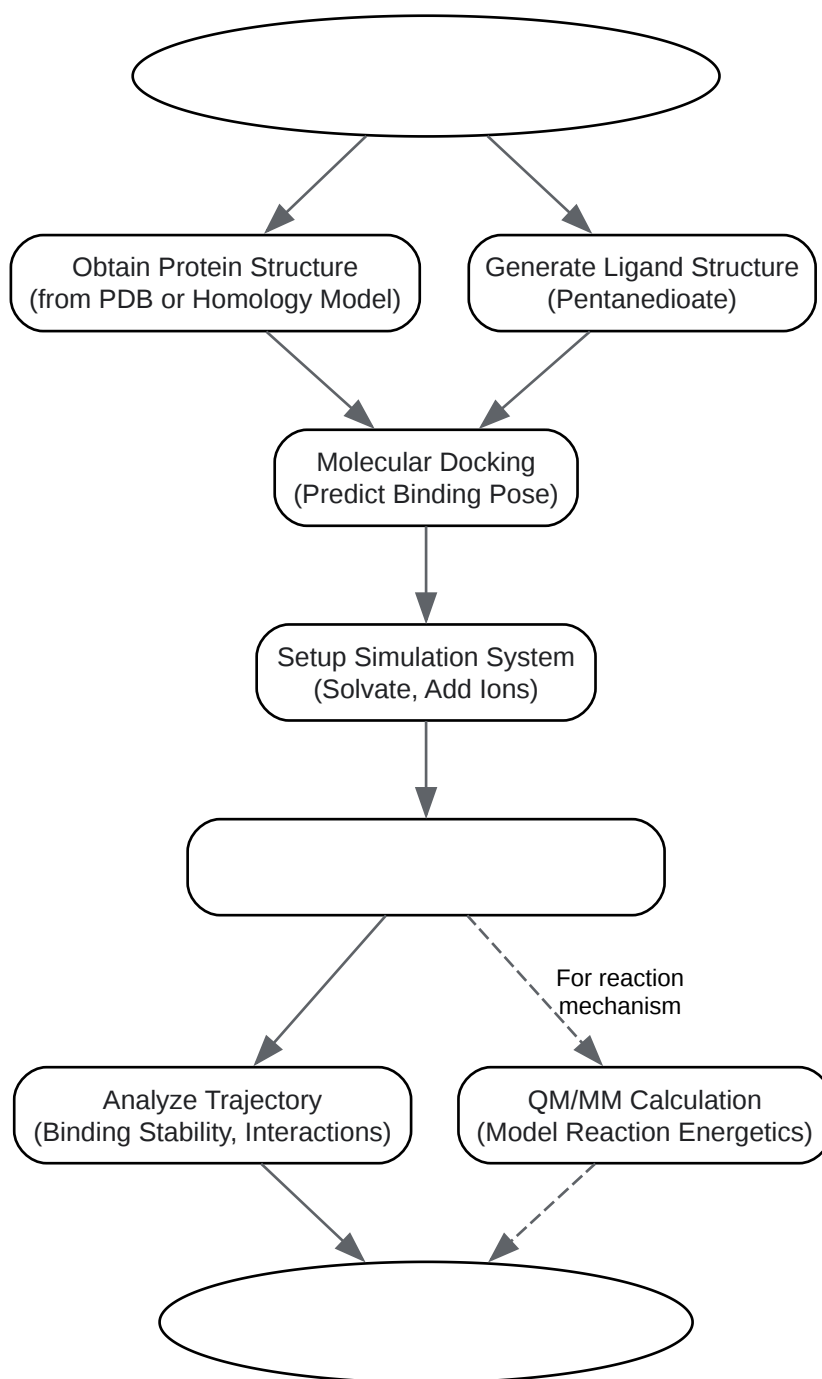 Obtain Protein Structure
(from PDB or Homology Model)
Generate Ligand Structure
(Pentanedioate)
Molecular Docking
(Predict Binding Pose)
Setup Simulation System
(Solvate, Add Ions)
For reaction
mechanism
Analyze Trajectory
(Binding Stability, Interactions)
QM/MM Calculation
(Model Reaction Energetics)